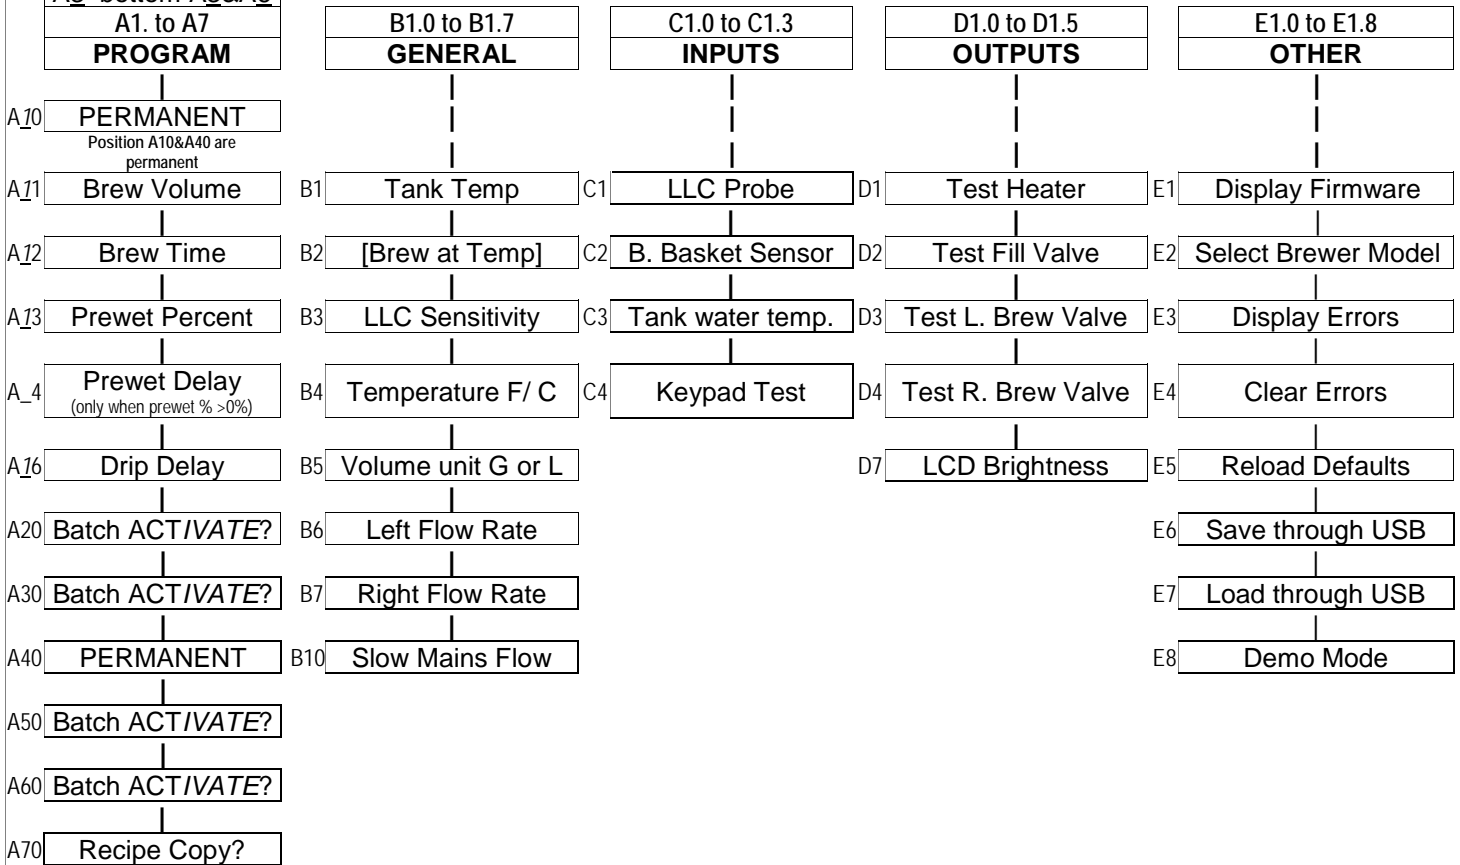 bottom
A1. to A7
PROGRAM
A10 PERMANENT
Position A10&A40 are
permanent
A11 Brew Volume
A12 Brew Time
A13 Prewet Percent
A_4 Prewet Delay
(only when prewet % >0%)
A16 Drip Delay
A20 Batch ACTIVATE?
A30 Batch ACTIVATE?
A40 PERMANENT
A50 Batch ACTIVATE?
A60 Batch ACTIVATE?
A70 Recipe Copy?
B1.0 to B1.7
GENERAL
B1 Tank Temp
B2 [Brew at Temp]
B3 LLC Sensitivity
B4 Temperature F/ C
B5 Volume unit G or L
B6 Left Flow Rate
B7 Right Flow Rate
B10 Slow Mains Flow
C1.0 to C1.3
INPUTS
C1 LLC Probe
C2 B. Basket Sensor
C3 Tank water temp.
C4 Keypad Test
D1.0 to D1.5
OUTPUTS
D1 Test Heater
D2 Test Fill Valve
D3 Test L. Brew Valve
D4 Test R. Brew Valve
D7 LCD Brightness
E1.0 to E1.8
OTHER
E1 Display Firmware
E2 Select Brewer Model
E3 Display Errors
E4 Clear Errors
E5 Reload Defaults
E6 Save through USB
E7 Load through USB
E8 Demo Mode